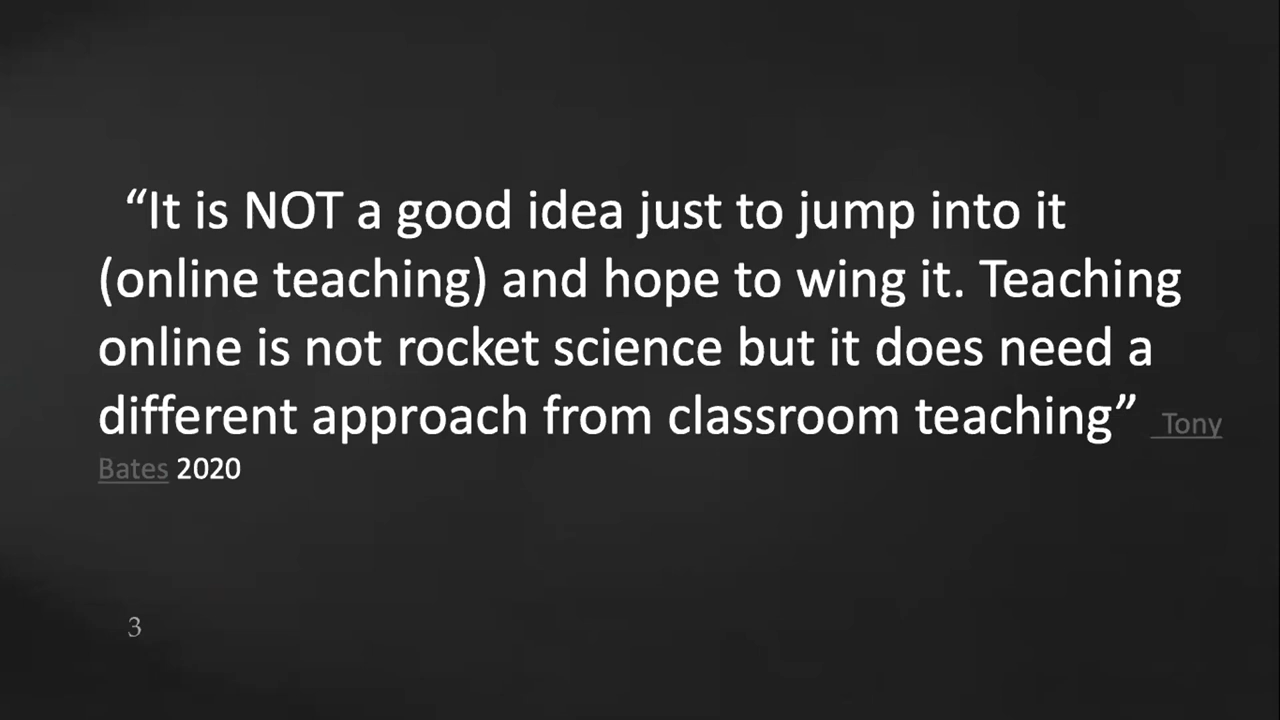 “It is NOT a good idea just to jump into it
(online teaching) and hope to wing it. Teaching
online is not rocket science but it does need a
different approach from classroom teaching” Tony
Bates 2020
3